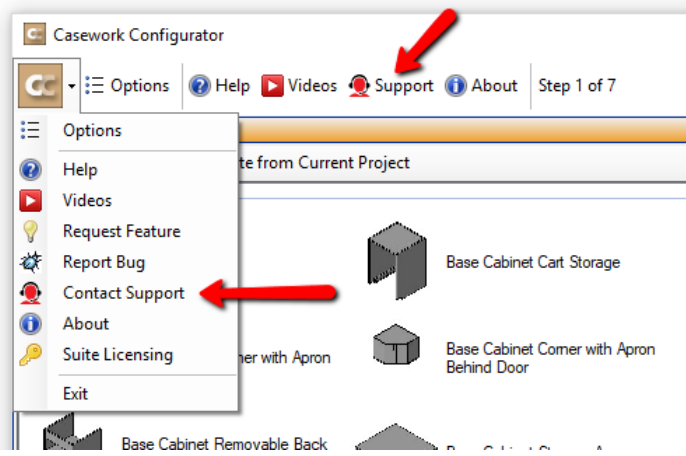 Casework Configurator
CC Options Help Videos Support About Step 1 of 7
Options
Help
te from Current Project
Videos
Request Feature
Report Bug
Base Cabinet Cart Storage
Contact Support
About
Suite Licensing
ner with Apron
Base Cabinet Corner with Apron
Behind Door
Exit
Base Cabinet Removable Back